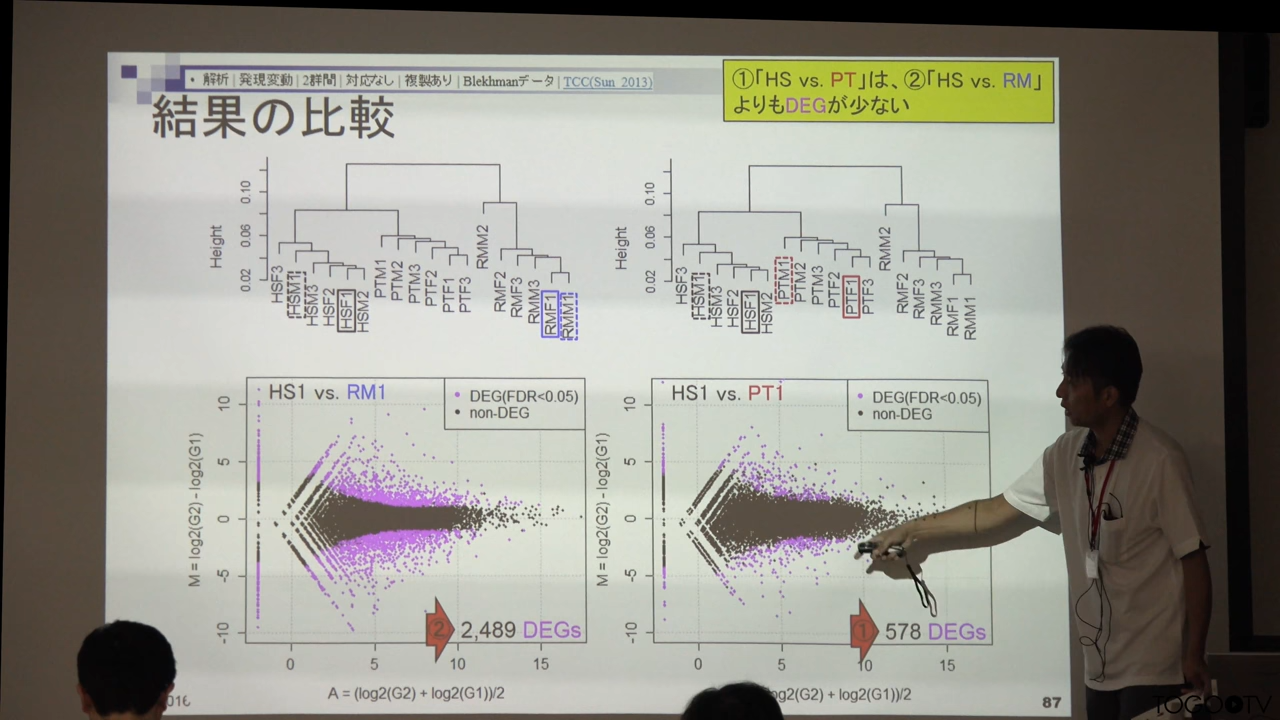 • 解析 | 発現変動 | 2群間 | 対応なし | 複製あり | Blekhmanデータ | TCC(Sun_2013)
①「HS vs. PT」は、②「HS vs. RM」
よりもDEGが少ない
結果の比較
Height
0.02 0.06 0.10
HSF3 HSM1 HSM3 HSF2 HSF1 HSM2 PTM1 PTM2 PTM3 PTF2 PTF1 PTF3 RMM2 RMF2 RMF3 RMM3 RMF1 RMM1
Height
0.02 0.06 0.10
HSF3 HSM1 HSM3 HSF2 HSF1 HSM2 PTM1 PTM2 PTM3 PTF2 PTF1 PTF3 RMM2 RMF2 RMF3 RMM3 RMF1 RMM1
HS1 vs. RM1
DEG(FDR<0.05)
non-DEG
M = log2(G2) - log2(G1)
10
5
0
-5
-10
② 2,489 DEGs
0 5 10 15
A = (log2(G2) + log2(G1))/2
HS1 vs. PT1
DEG(FDR<0.05)
non-DEG
M = log2(G2) - log2(G1)
10
5
0
-5
-10
① 578 DEGs
0 5 10 15
log2(G2) + log2(G1))/2
2016
87
TOGOTV